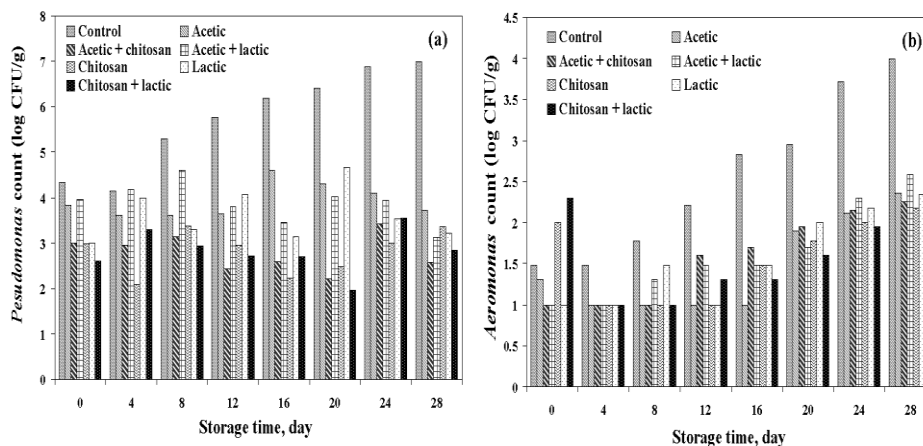 8
7
6
5
4
3
2
1
0
Pesudomonas count (log CFU/g)
(a)
Control Acetic
Acetic + chitosan Acetic + lactic
Chitosan Lactic
Chitosan + lactic
0 4 8 12 16 20 24 28
Storage time, day
4.5
4
3.5
3
2.5
2
1.5
1
0.5
0
Aeromonas count (log CFU/g)
(b)
Control Acetic
Acetic + chitosan Acetic + lactic
Chitosan Lactic
Chitosan + lactic
0 4 8 12 16 20 24 28
Storage time, day